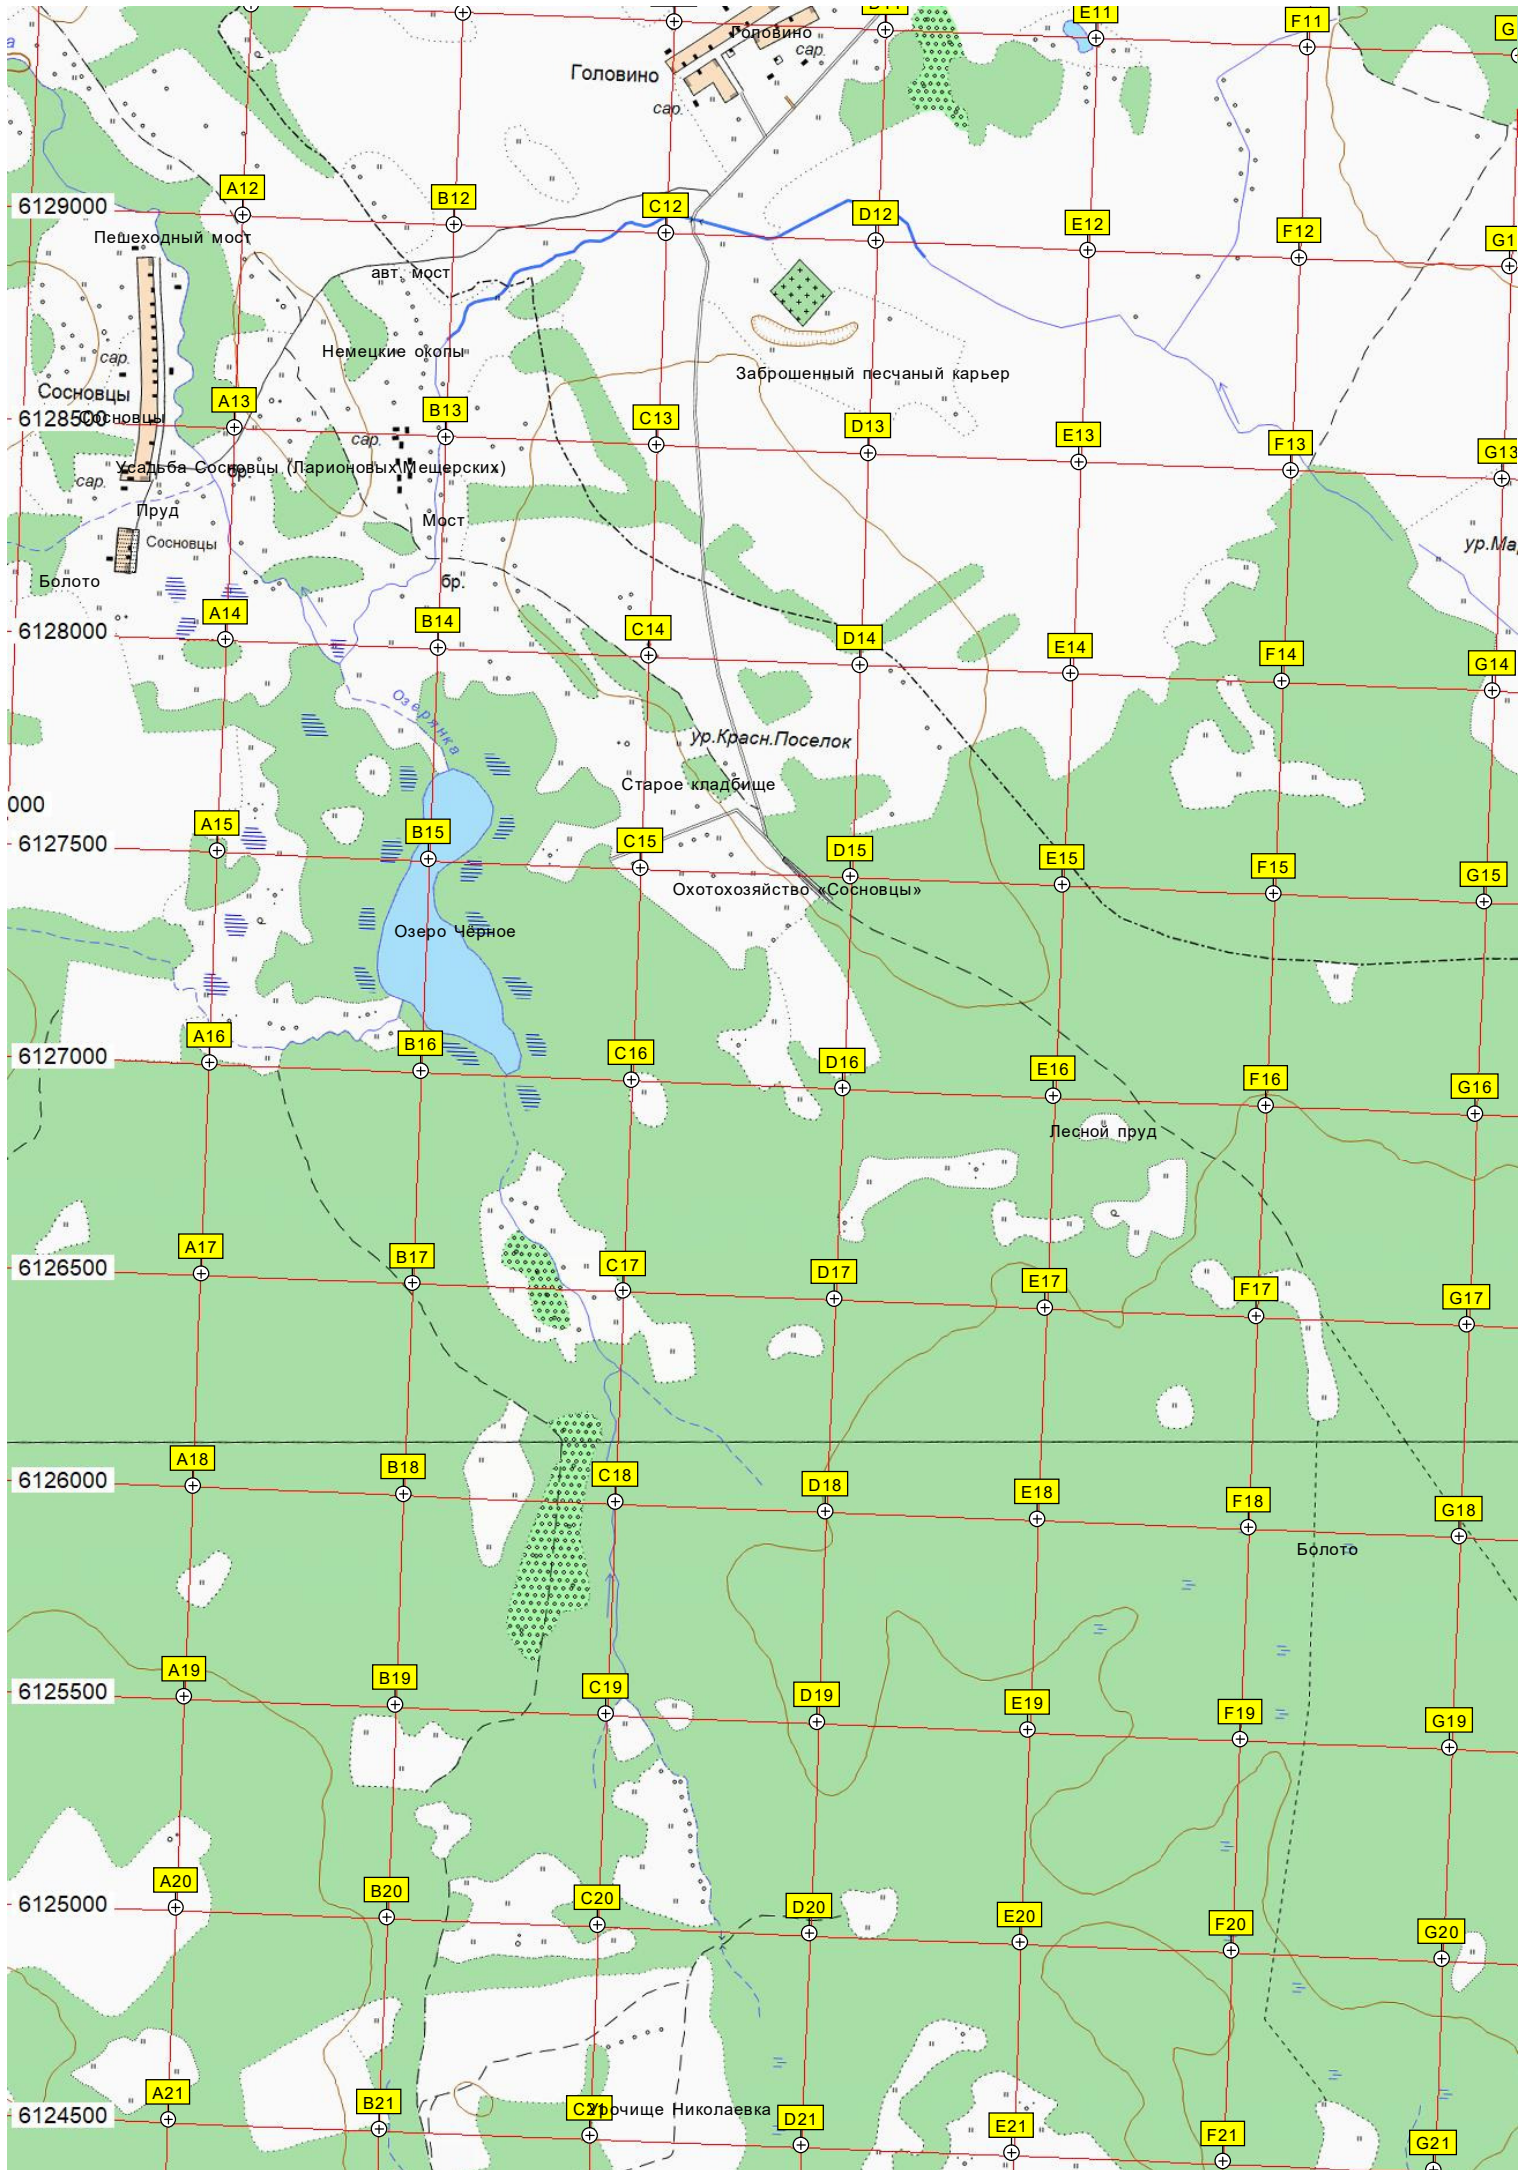 E11
F11
Головино
сар.
Головино
сар.
A12
B12
C12
D12
E12
F12
6129000
Пешеходный мост
авт. мост
Немецкие окопы
сар.
Заброшенный песчаный карьер
Сосновцы
A13
B13
C13
D13
E13
F13
G13
6128500
Сосновцы
сар.
Усадьба Сосновцы (Ларионовых Мещерских)
бр.
сар.
Пруд
Мост
Сосновцы
Болото
бр.
A14
B14
C14
D14
E14
F14
G14
6128000
Озерянка
ур.Красн.Поселок
Старое кладбище
000
A15
B15
C15
D15
E15
F15
G15
6127500
Охотохозяйство «Сосновцы»
Озеро Чёрное
A16
B16
C16
D16
E16
F16
G16
6127000
Лесной пруд
A17
B17
C17
D17
E17
F17
G17
6126500
A18
B18
C18
D18
E18
F18
G18
6126000
Болото
A19
B19
C19
D19
E19
F19
G19
6125500
A20
B20
C20
D20
E20
F20
G20
6125000
A21
B21
C21
Урочище Николаевка
D21
E21
F21
G21
6124500